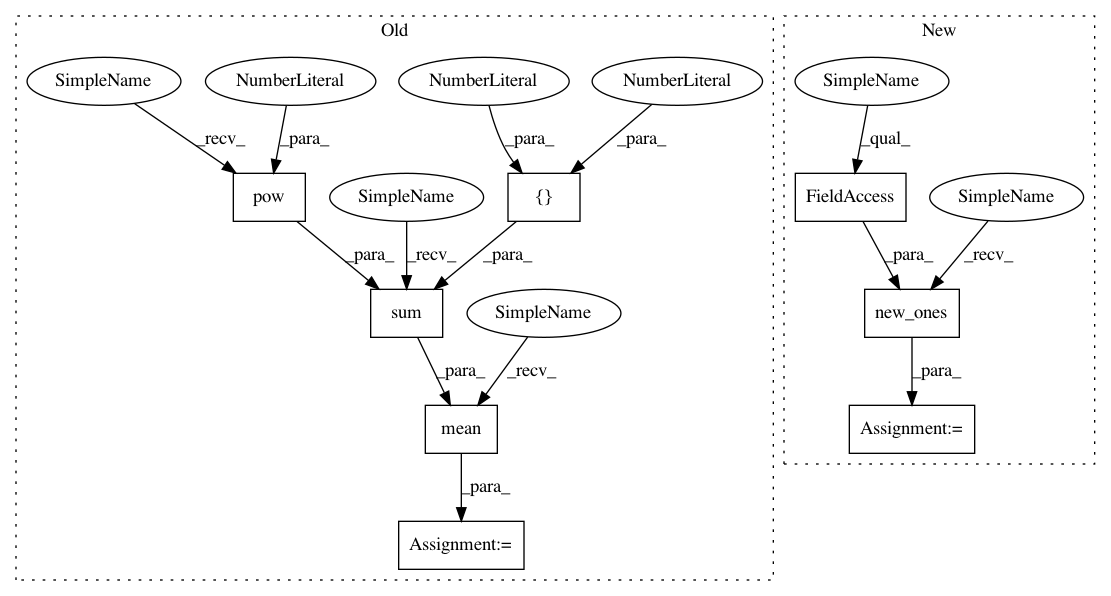 Old
New
SimpleName
NumberLiteral
NumberLiteral
NumberLiteral
SimpleName
_recv_
_para_
_para_
_para_
_qual_
pow
SimpleName
{}
FieldAccess
SimpleName
_para_
_recv_
_para_
_para_
_recv_
sum
SimpleName
new_ones
_para_
_recv_
_para_
mean
Assignment:=
_para_
Assignment:=